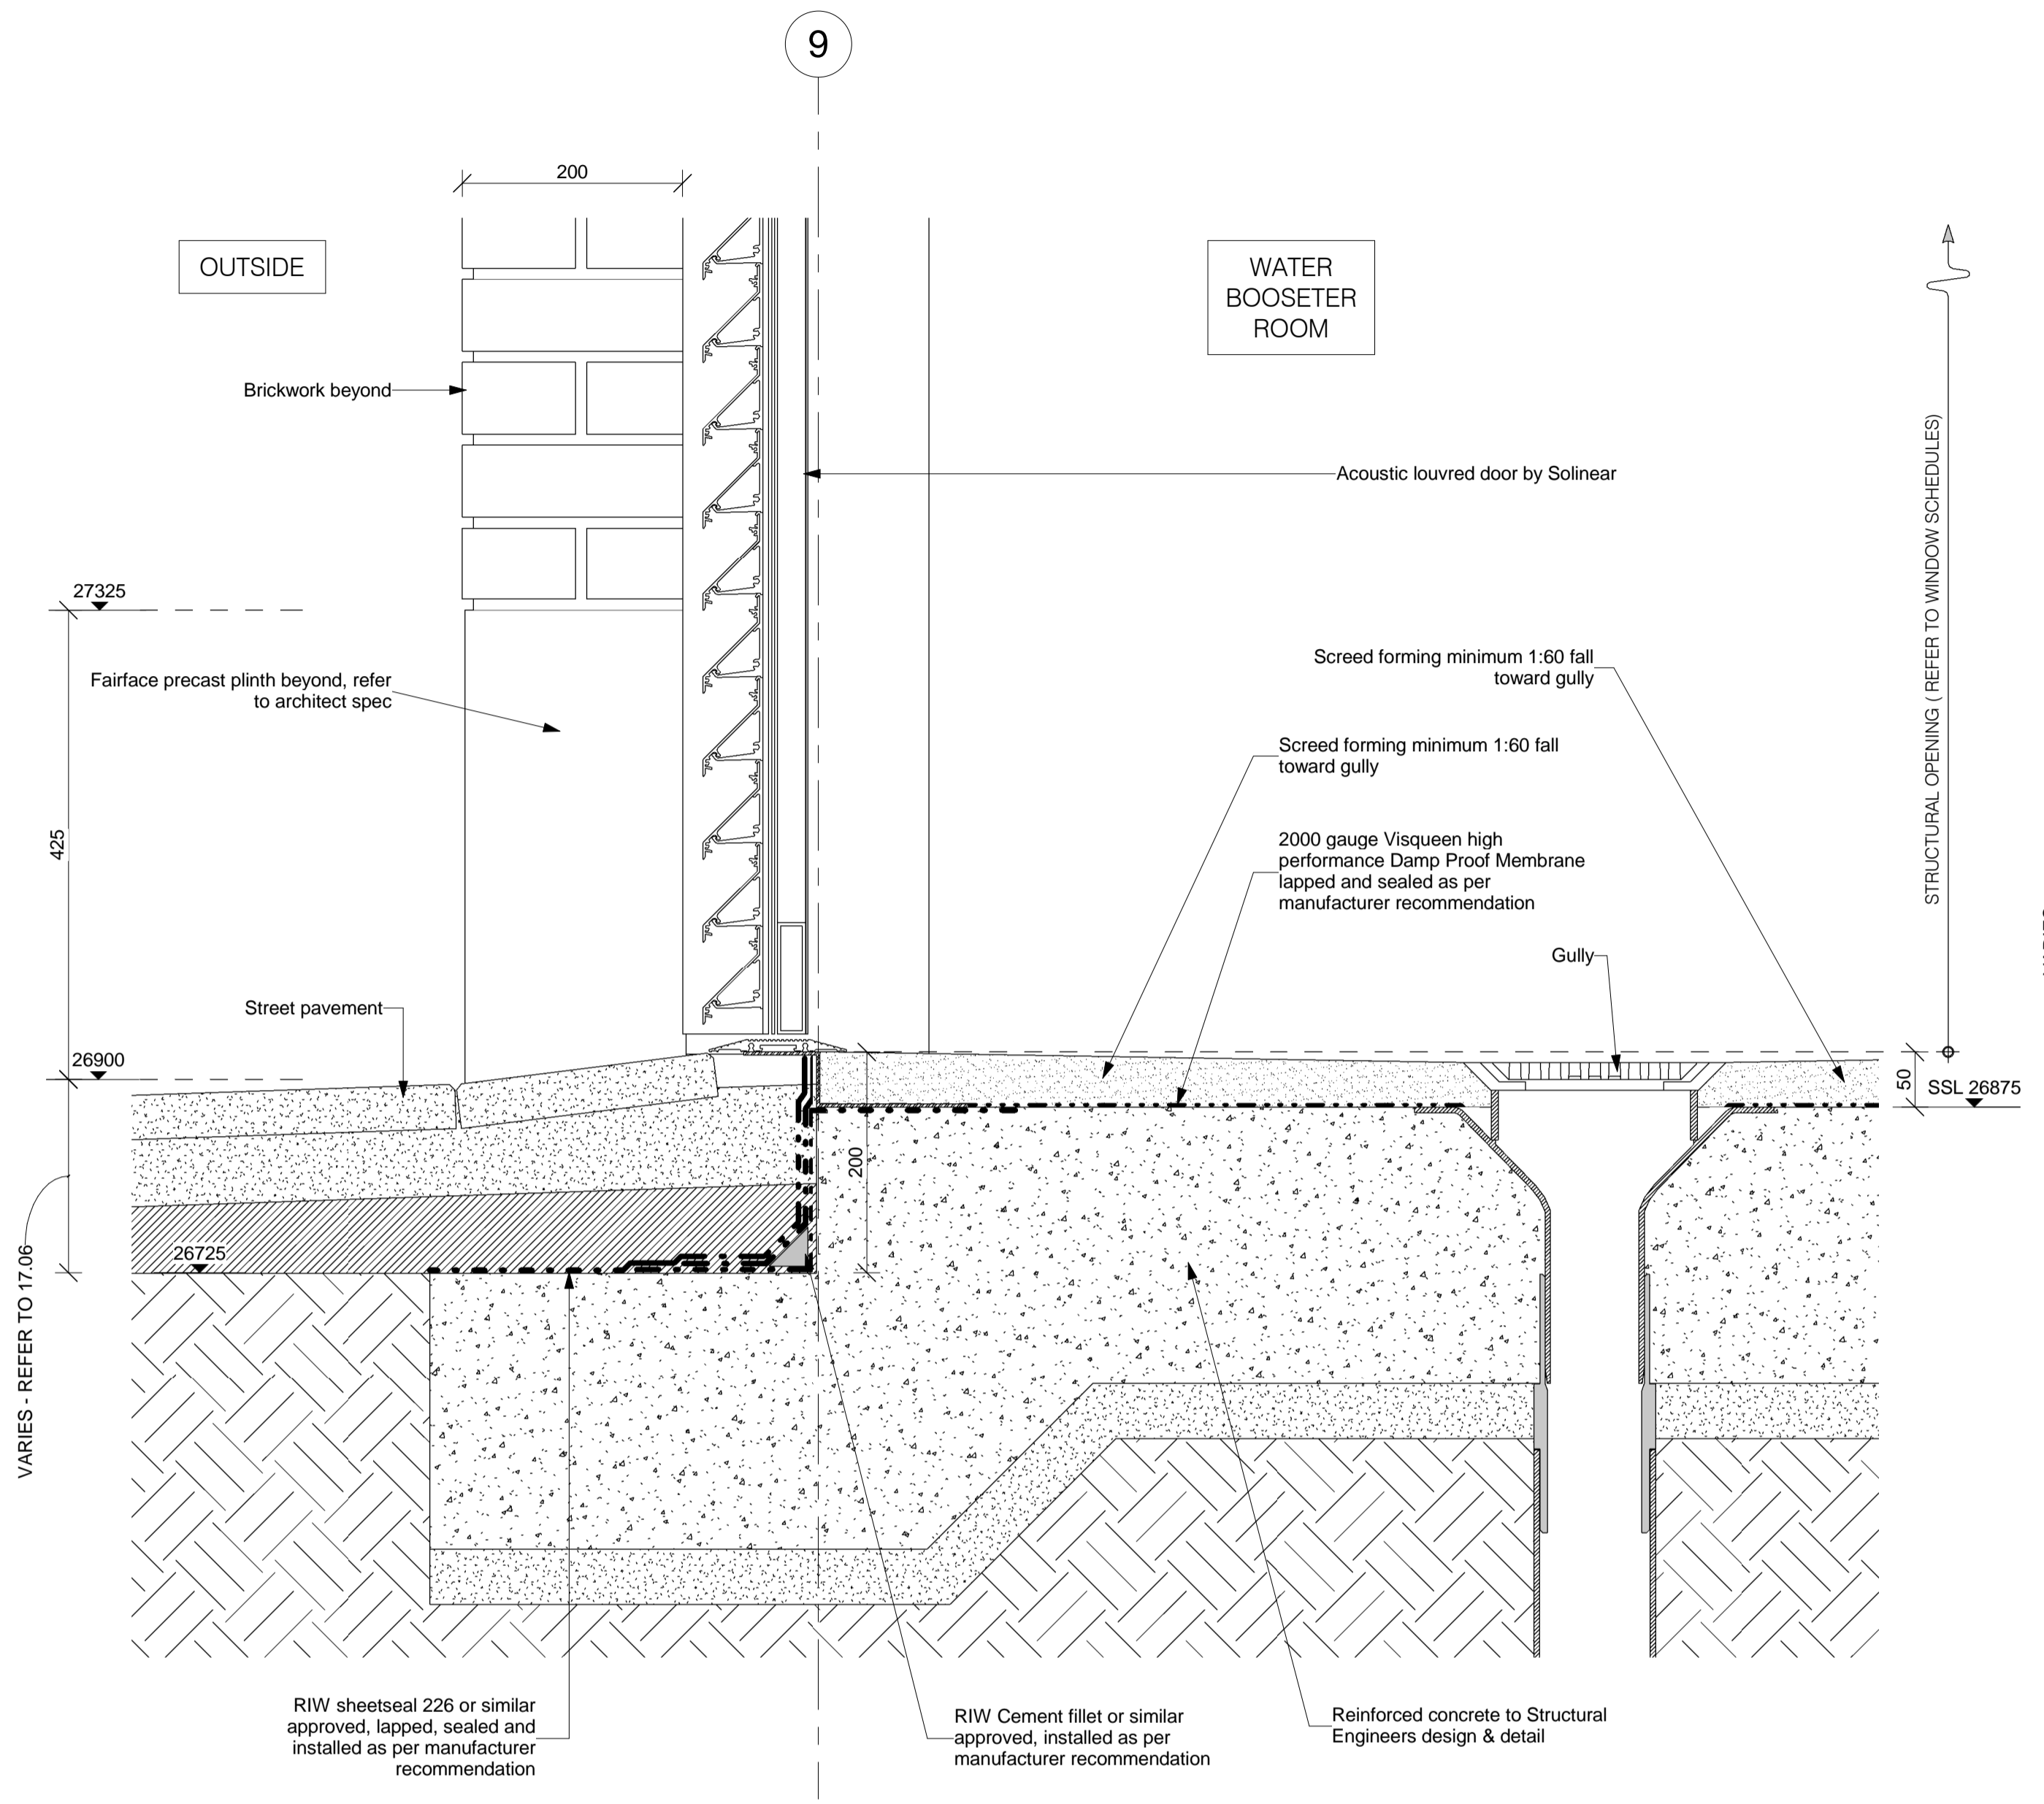 9
200
OUTSIDE
WATER
BOOSETER
ROOM
Brickwork beyond
Acoustic louvred door by Solinear
STRUCTURAL OPENING ( REFER TO WINDOW SCHEDULES)
27325
Fairface precast plinth beyond, refer
to architect spec
Screed forming minimum 1:60 fall
toward gully
Screed forming minimum 1:60 fall
toward gully
425
2000 gauge Visqueen high
performance Damp Proof Membrane
lapped and sealed as per
manufacturer recommendation
Gully
Street pavement
26900
50
SSL 26875
200
26725
VARIES - REFER TO 17.06
RIW sheetseal 226 or similar
approved, lapped, sealed and
installed as per manufacturer
recommendation
RIW Cement fillet or similar
approved, installed as per
manufacturer recommendation
Reinforced concrete to Structural
Engineers design & detail